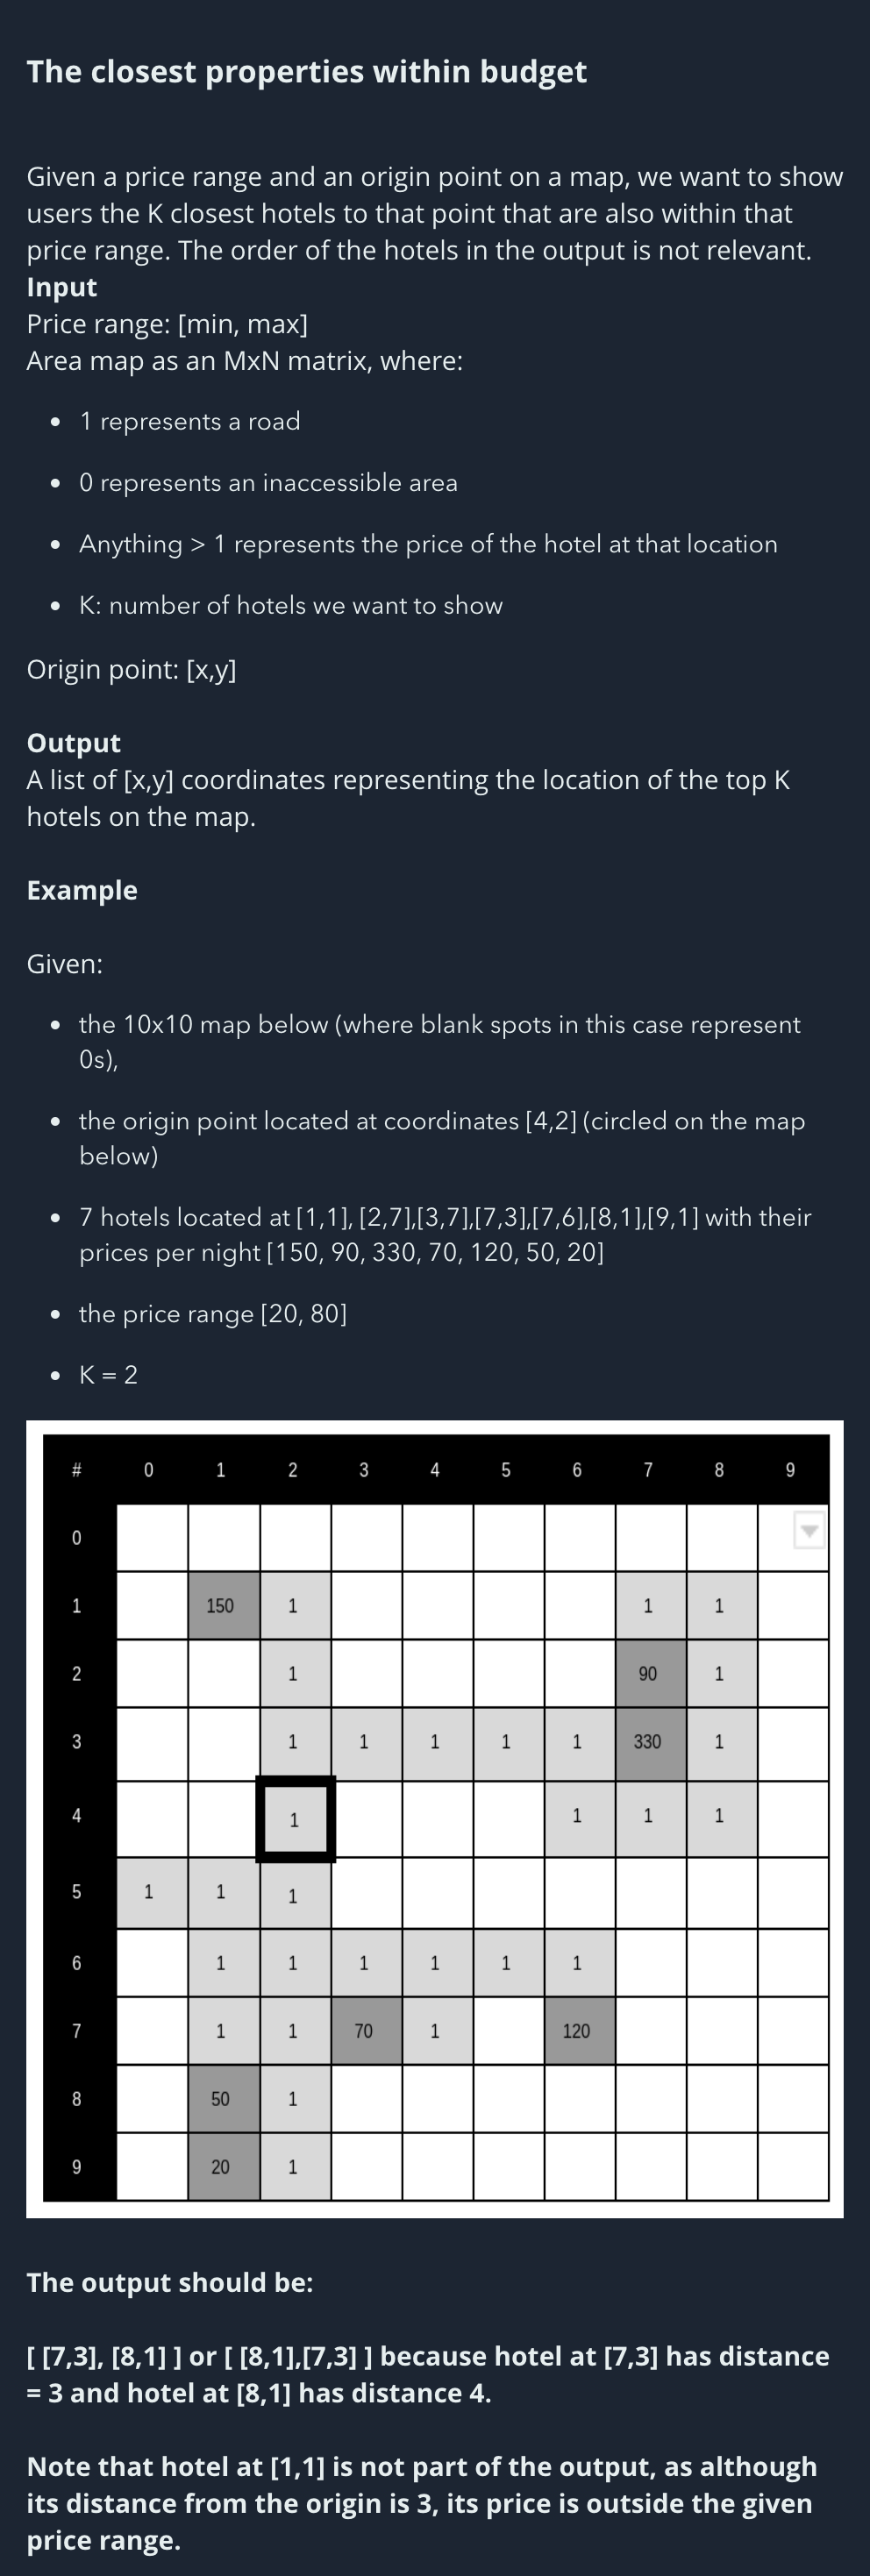 The closest properties within budget
Given a price range and an origin point on a map, we want to show
users the K closest hotels to that point that are also within that
price range. The order of the hotels in the output is not relevant.
Input
Price range: [min, max]
Area map as an MxN matrix, where:
• 1 represents a road
• 0 represents an inaccessible area
• Anything > 1 represents the price of the hotel at that location
• K: number of hotels we want to show
Origin point: [x,y]
Output
A list of [x,y] coordinates representing the location of the top K
hotels on the map.
Example
Given:
• the 10x10 map below (where blank spots in this case represent
0s),
• the origin point located at coordinates [4,2] (circled on the map
below)
• 7 hotels located at [1,1], [2,7],[3,7],[7,3],[7,6],[8,1],[9,1] with their
prices per night [150, 90, 330, 70, 120, 50, 20]
• the price range [20, 80]
• K = 2
# 0 1 2 3 4 5 6 7 8 9
0
1 150 1 1 1
2 1 90 1
3 1 1 1 1 1 330 1
4 1 1 1 1
5 1 1 1
6 1 1 1 1 1 1
7 1 1 70 1 120
8 50 1
9 20 1
The output should be:
[ [7,3], [8,1] ] or [ [8,1],[7,3] ] because hotel at [7,3] has distance
= 3 and hotel at [8,1] has distance 4.
Note that hotel at [1,1] is not part of the output, as although
its distance from the origin is 3, its price is outside the given
price range.